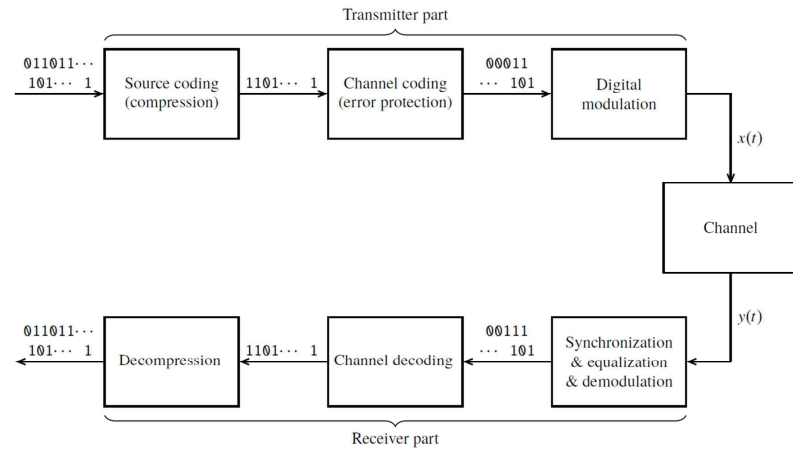 Transmitter part
011011···
101··· 1
Source coding
(compression)
1101··· 1
Channel coding
(error protection)
00011
··· 101
Digital
modulation
x(t)
Channel
y(t)
011011···
101··· 1
Decompression
1101··· 1
Channel decoding
00111
··· 101
Synchronization
& equalization
& demodulation
Receiver part